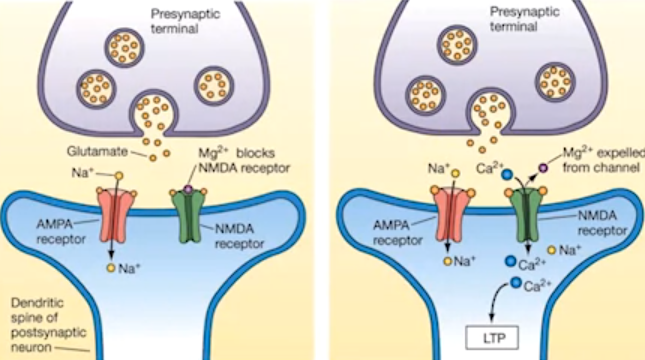 Presynaptic
terminal
Glutamate
Mg²⁺ blocks
NMDA receptor
Na⁺
AMPA
receptor
NMDA
receptor
Na⁺
Dendritic
spine of
postsynaptic
neuron
Presynaptic
terminal
Na⁺
Ca²⁺
Mg²⁺ expelled
from channel
AMPA
receptor
NMDA
receptor
Na⁺
Na⁺
Ca²⁺
Ca²⁺
LTP